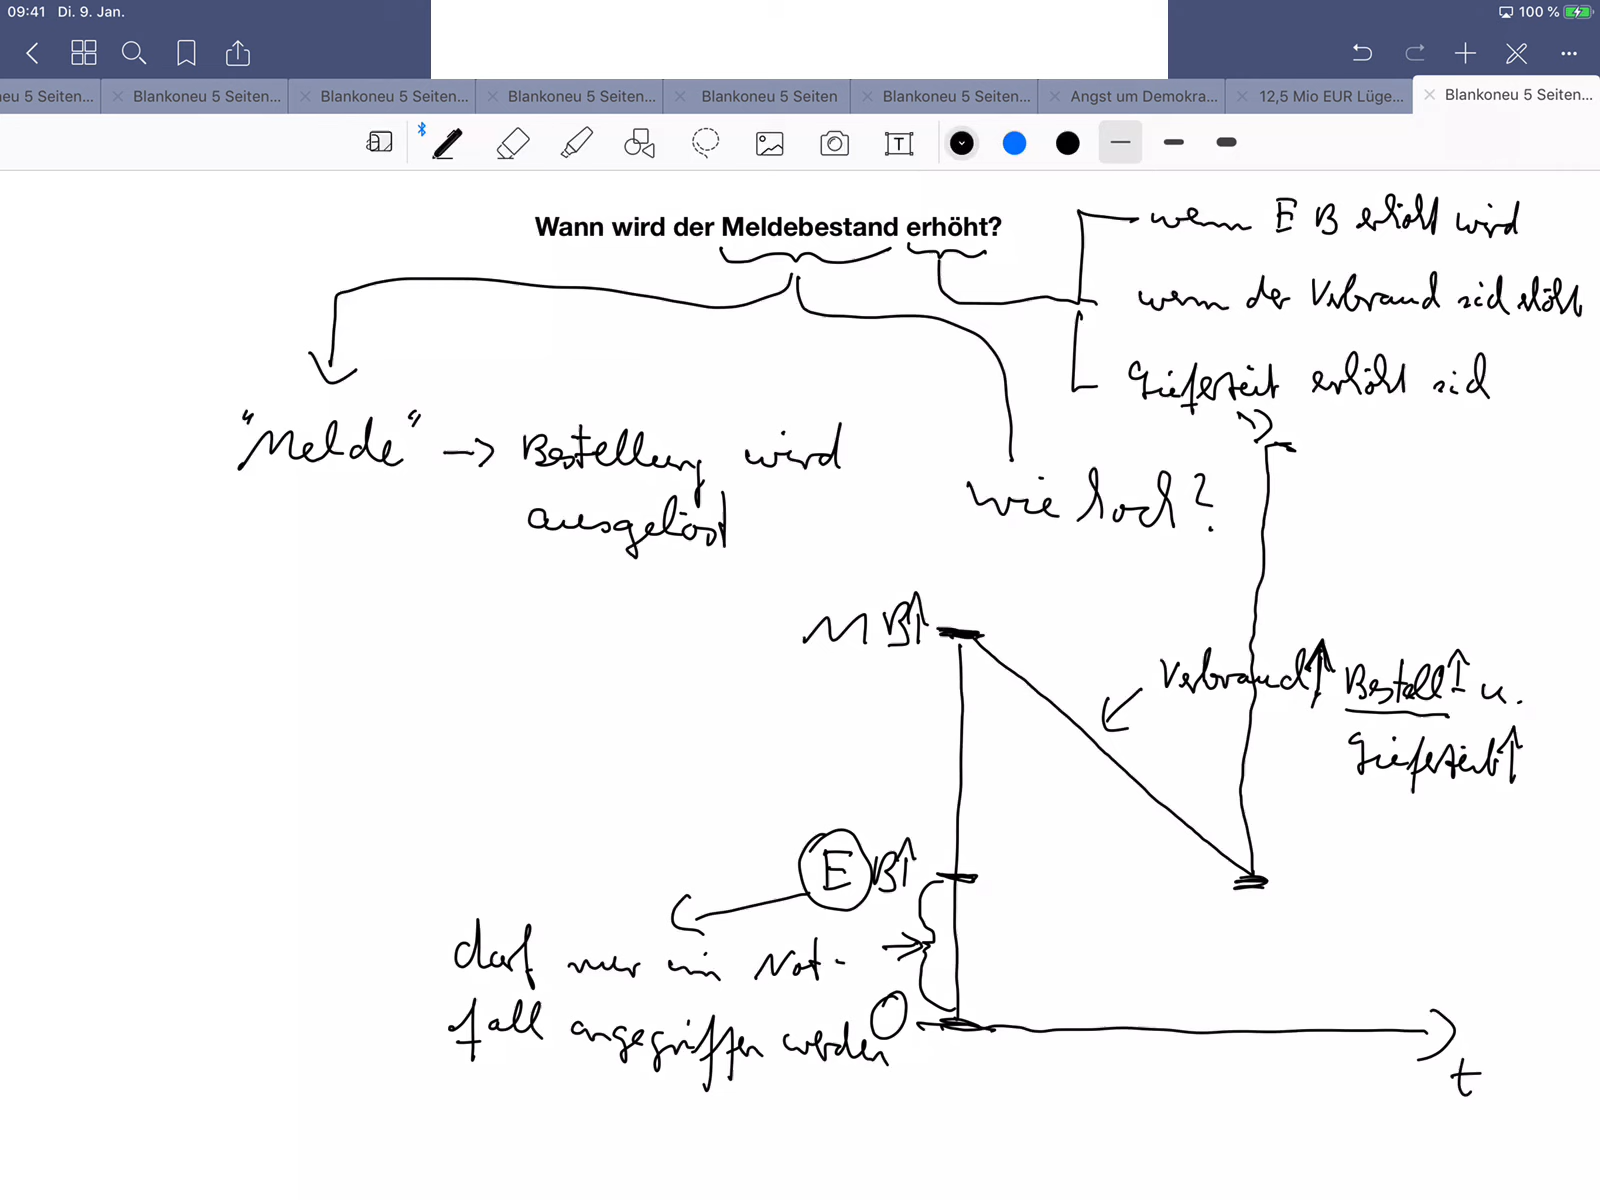 09:41 Di. 9. Jan.
100 %
eu 5 Seiten...
Blankoneu 5 Seiten...
Blankoneu 5 Seiten...
Blankoneu 5 Seiten...
Blankoneu 5 Seiten
Blankoneu 5 Seiten...
Angst um Demokra...
12,5 Mio EUR Lüge...
Blankoneu 5 Seiten...
T
Wann wird der Meldebestand erhöht?
wenn E B erhöht wird
wenn der Verbrauch sich erhöht
Lieferzeit erhöht sich
"Melde" → Bestellung wird
ausgelöst
wie hoch?
M B↑
Verbrauch↑ Bestell↑ u.
Lieferzeit↑
E B↑
darf nur im Not-
fall angegriffen werden
0
t